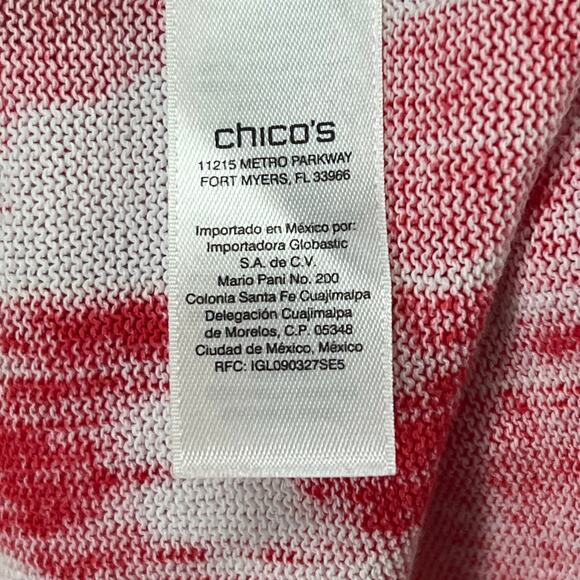 chico's
11215 METRO PARKWAY
FORT MYERS, FL 33966
Importado en México por:
Importadora Globastic
S.A. de C.V.
Mario Pani No. 200
Colonia Santa Fe Cuajimalpa
Delegación Cuajimalpa
de Morelos, C.P. 05348
Ciudad de México, México
RFC: IGL090327SE5